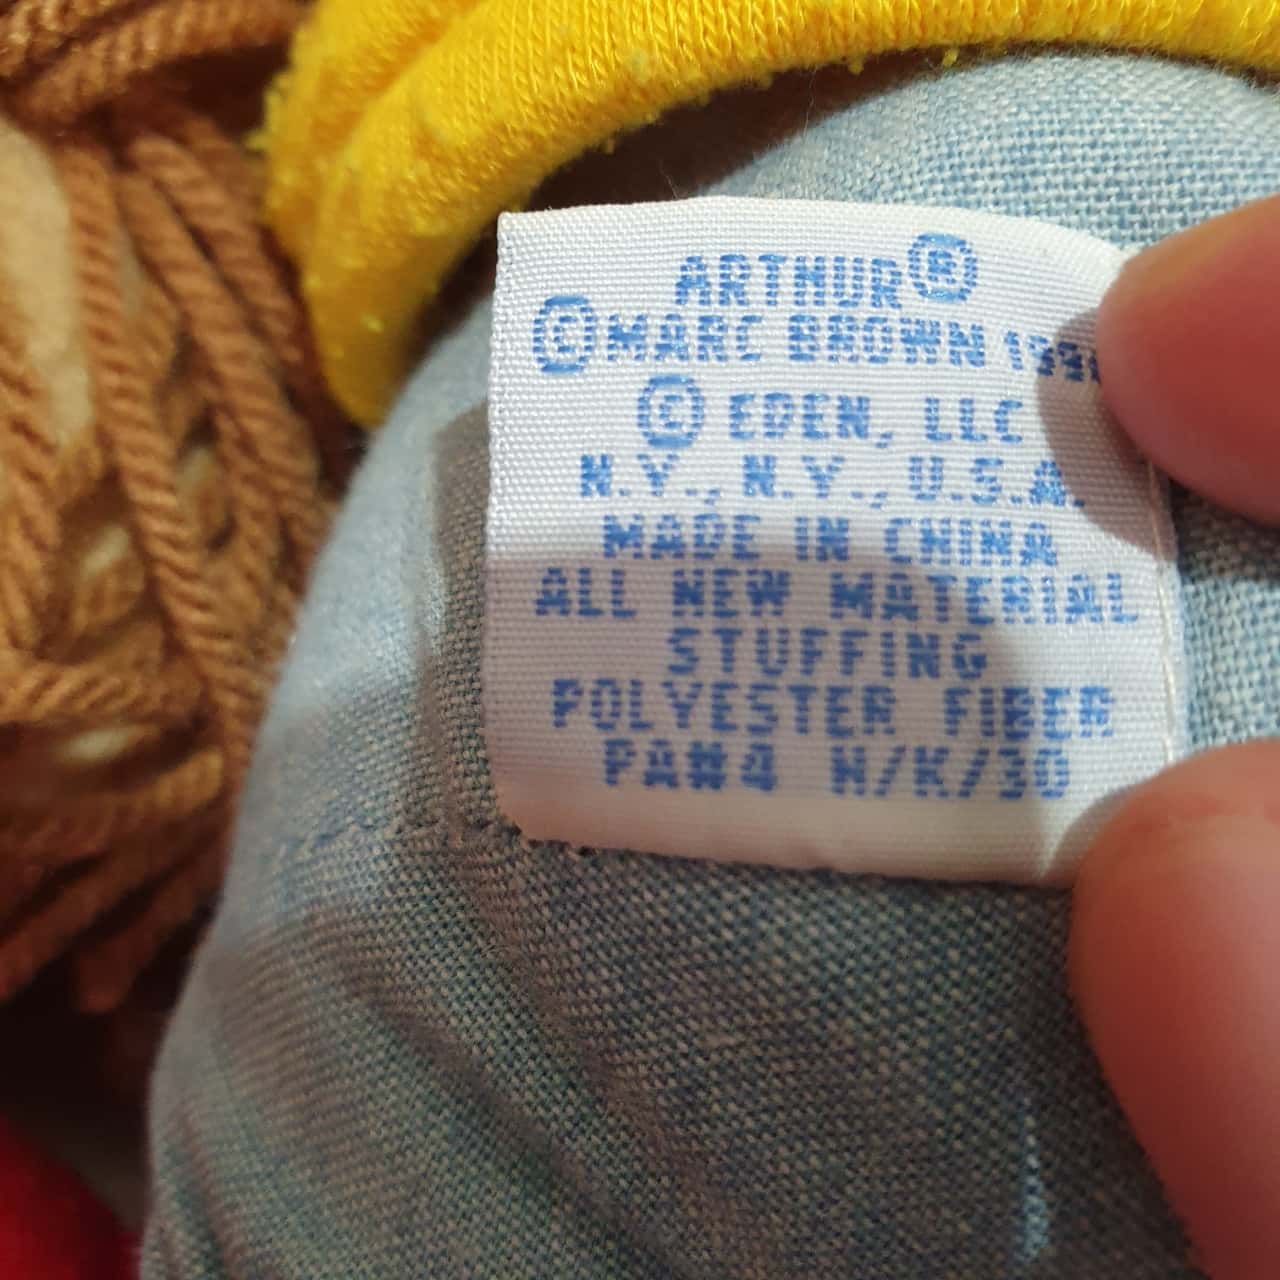 ARTHUR®
© MARC BROWN
© EDEN, LLC
N.Y., N.Y., U.S.A.
MADE IN CHINA
ALL NEW MATERIAL
STUFFING
POLYESTER FIBER
PA#4 N/K/30